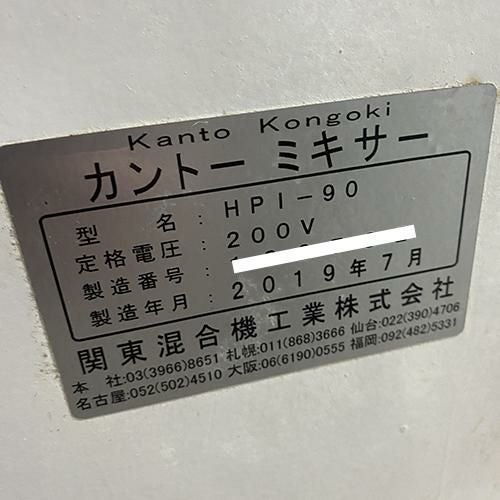 Kanto Kongoki
カントー ミキサー
型名：HPI-90
定格電圧：200V
製造番号：
製造年月：2019年7月
関東混合機工業株式会社
本社:03(3966)8651 札幌:011(868)3666 仙台:022(390)4706
名古屋:052(502)4510 大阪:06(6190)0555 福岡:092(482)5331